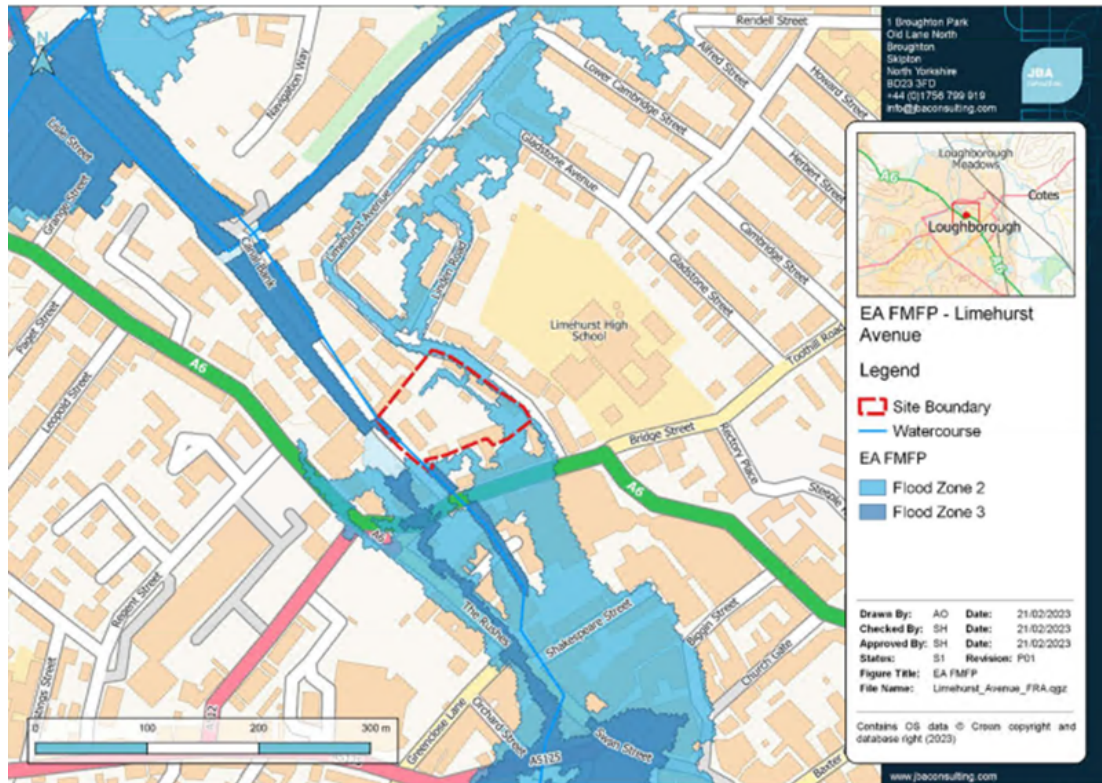 1 Broughton Park
Old Lane North
Broughton
Skipton
North Yorkshire
BD23 3FD
+44 (0)1756 799 919
info@jbaconsulting.com
JBA
consulting
N
Rendell Street
Alfred Street
Howard Street
Navigation Way
Lower Cambridge Street
Gladstone Avenue
Herbert Street
Cambridge Street
Gladstone Street
Limehurst Avenue
Linden Road
Canal Bank
Grange Street
A6
Paget Street
Leopold Street
Limehurst High
School
Toothill Road
Bridge Street
Rectory Place
A6
A6
Regent Street
The Rushes
Shakespeare Street
Biggin Street
Church Gate
Greenclose Lane
Orchard Street
Swan Street
A5125
Baxter
0 100 200 300 m
Loughborough
Meadows
A6
Cotes
Loughborough
A6
EA FMFP - Limehurst
Avenue
Legend
Site Boundary
Watercourse
EA FMFP
Flood Zone 2
Flood Zone 3
Drawn By: AO Date: 21/02/2023
Checked By: SH Date: 21/02/2023
Approved By: SH Date: 21/02/2023
Status: S1 Revision: P01
Figure Title: EA FMFP
File Name: Limehurst_Avenue_FRA.qgz
Contains OS data © Crown copyright and
database right (2023)
www.jbaconsulting.com